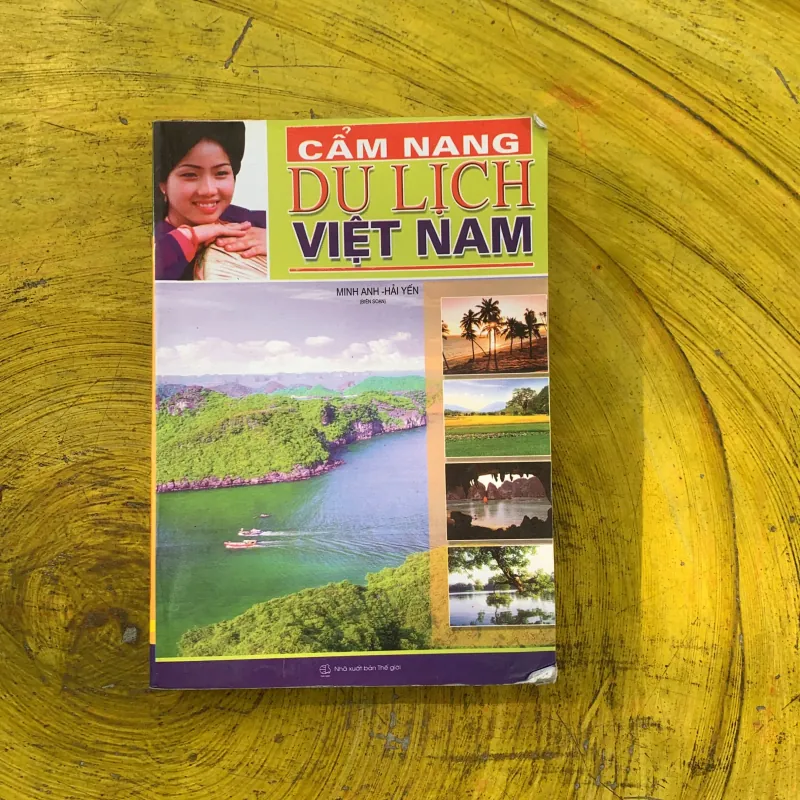 CẨM NANG
DU LỊCH
VIỆT NAM
MINH ANH -HẢI YẾN
(BIÊN SOẠN)
Nhà xuất bản Thế giới